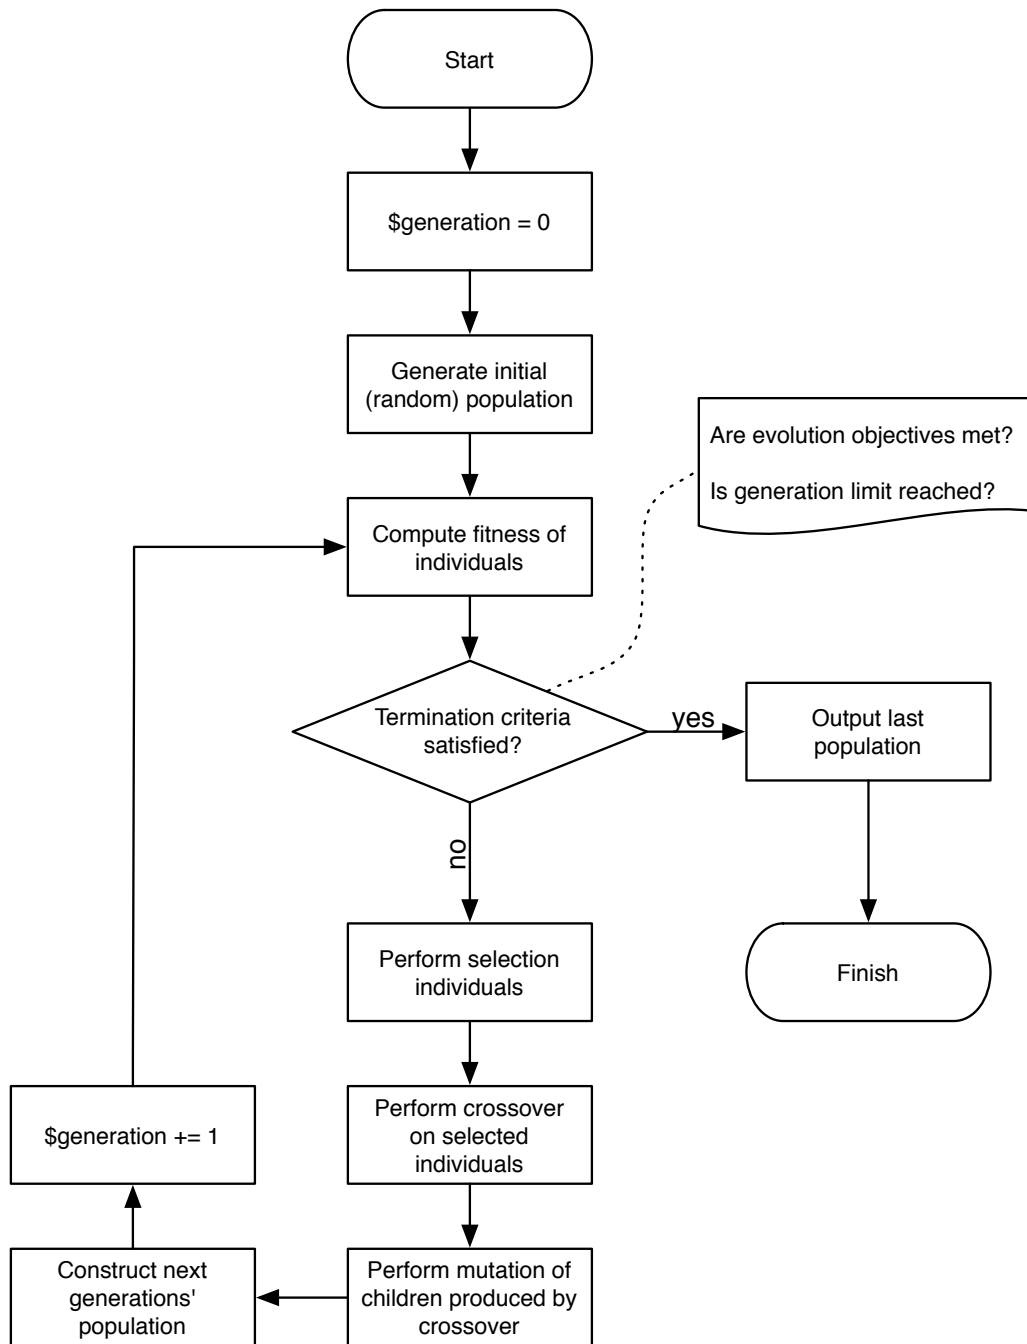 Start
$generation = 0
Generate initial
(random) population
Are evolution objectives met?
Is generation limit reached?
Compute fitness of
individuals
Termination criteria
satisfied?
yes
Output last
population
no
Perform selection
individuals
Finish
Perform crossover
on selected
individuals
$generation += 1
Perform mutation of
children produced by
crossover
Construct next
generations'
population